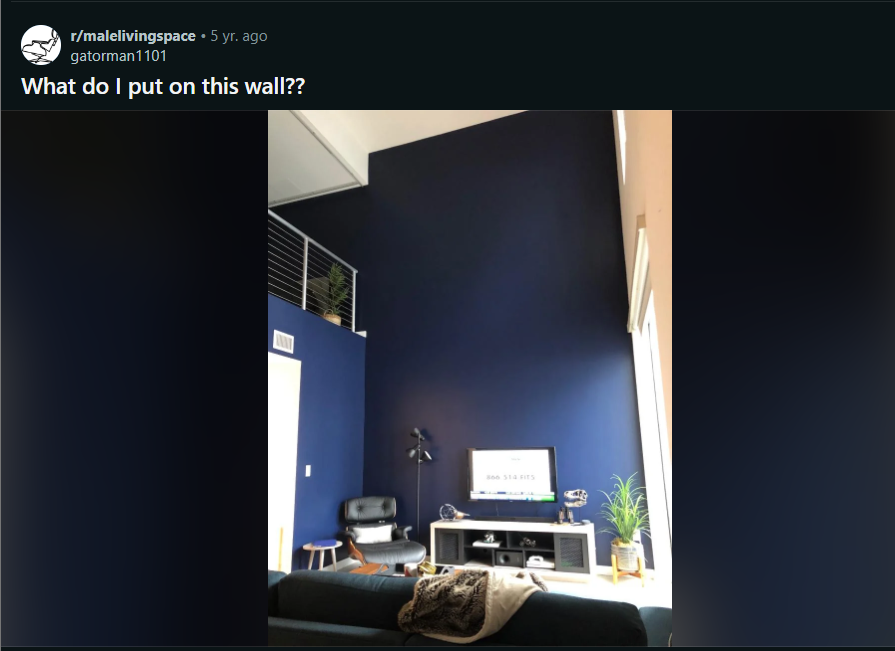 r/malelivingspace • 5 yr. ago
gatorman1101
What do I put on this wall??